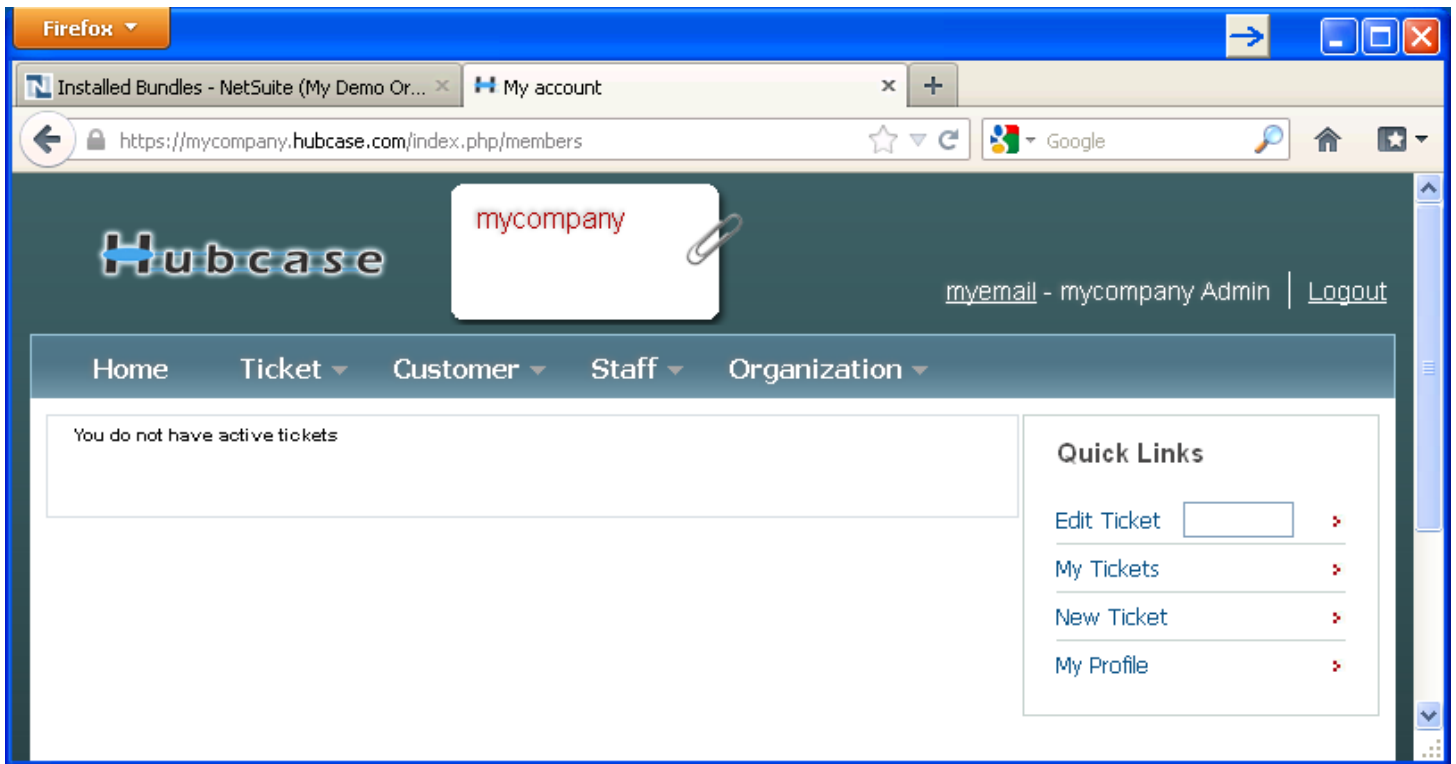 Firefox
Installed Bundles - NetSuite (My Demo Or...
My account
https://mycompany.hubcase.com/index.php/members
Google
Hubcase
mycompany
myemail - mycompany Admin | Logout
Home Ticket Customer Staff Organization
You do not have active tickets
Quick Links
Edit Ticket
My Tickets
New Ticket
My Profile